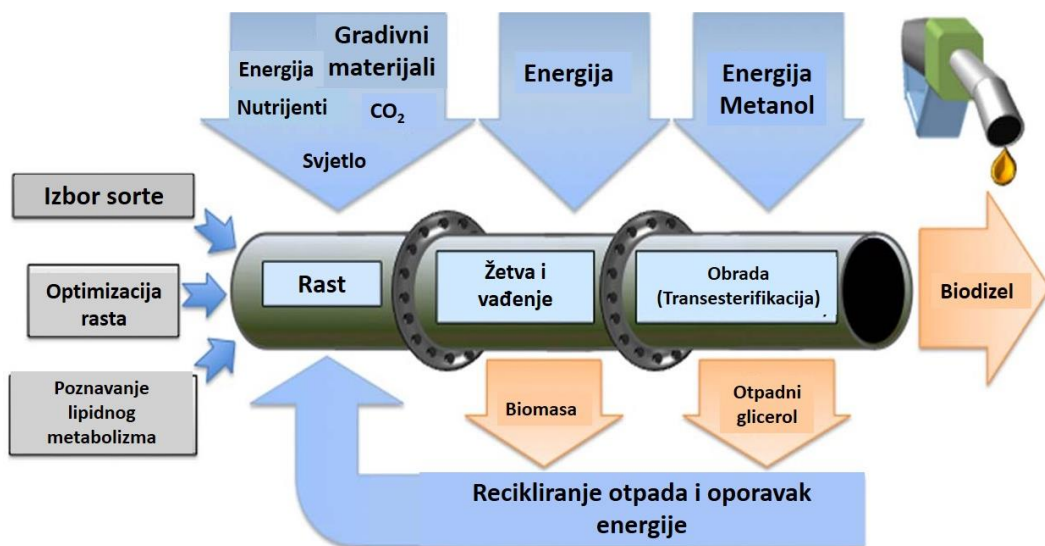 Gradivni
materijali
Energija
Nutrijenti
CO₂
Svjetlo
Energija
Energija
Metanol
Izbor sorte
Optimizacija
rasta
Poznavanje
lipidnog
metabolizma
Rast
Žetva i
vađenje
Obrada
(Transesterifikacija)
Biodizel
Biomasa
Otpadni
glicerol
Recikliranje otpada i oporavak
energije